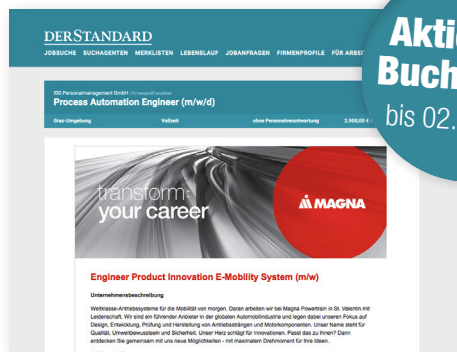 DERSTANDARD
JOBSUCHE SUCHAGENTEN MERKLISTEN LEBENSLAUF JOBANFRAGEN FIRMENPROFILE FÜR
Buch
bis 02.
ISG Personalmanagement GmbH
Process Automation Engineer (m/w/d)
Graz-Umgebung Vollzeit ohne Personalverantwortung 2.900,00 €
transform:
your career
MAGNA
Engineer Product Innovation E-Mobility System (m/w)
Unternehmensbeschreibung
Weltklasse-Antriebssysteme für die Mobilität von morgen. Daran arbeiten wir bei Magna Powertrain in St. Valentin mit
Leidenschaft. Wir sind ein führender Anbieter in der globalen Automobilindustrie und legen dabei unseren Fokus auf
Design, Entwicklung, Prüfung und Herstellung von Antriebssträngen und Motorkomponenten. Unser Name steht für
Qualität, Umweltbewusstsein und Sicherheit. Unser Herz schlägt für Innovationen. Passt das zu Ihnen? Dann
entdecken Sie gemeinsam mit uns neue Möglichkeiten - mit maximalem Drehmoment für Ihre Ideen.